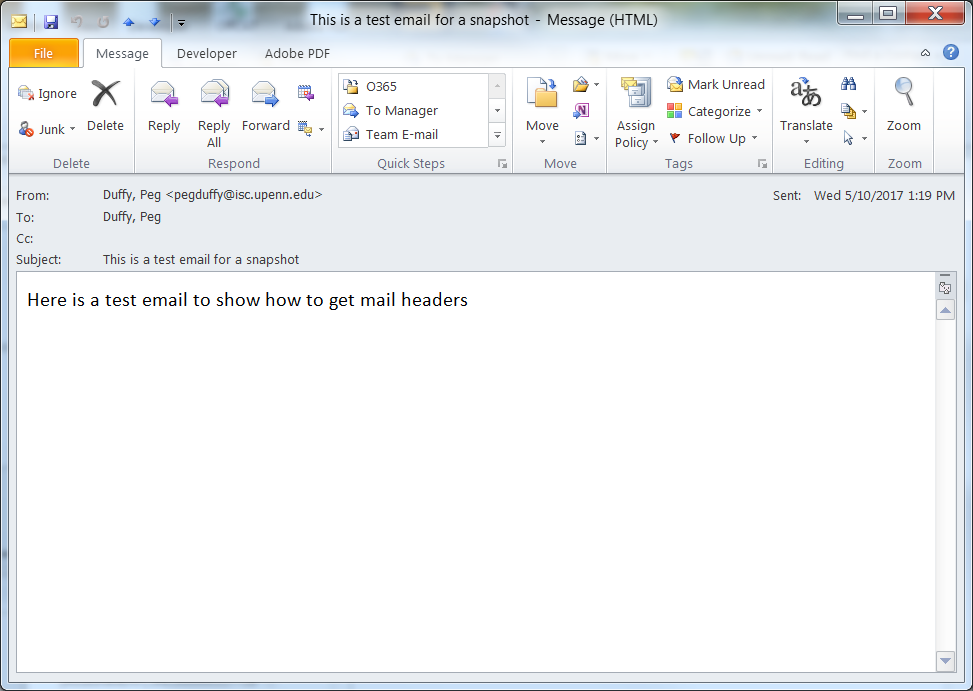 This is a test email for a snapshot - Message (HTML)
File Message Developer Adobe PDF
Ignore
Junk
Delete
Delete
Reply
Reply All
Forward
Respond
O365
To Manager
Team E-mail
Quick Steps
Move
Move
Assign Policy
Mark Unread
Categorize
Follow Up
Tags
Translate
Editing
Zoom
Zoom
From: Duffy, Peg <pegduffy@isc.upenn.edu> Sent: Wed 5/10/2017 1:19 PM
To: Duffy, Peg
Cc:
Subject: This is a test email for a snapshot
Here is a test email to show how to get mail headers